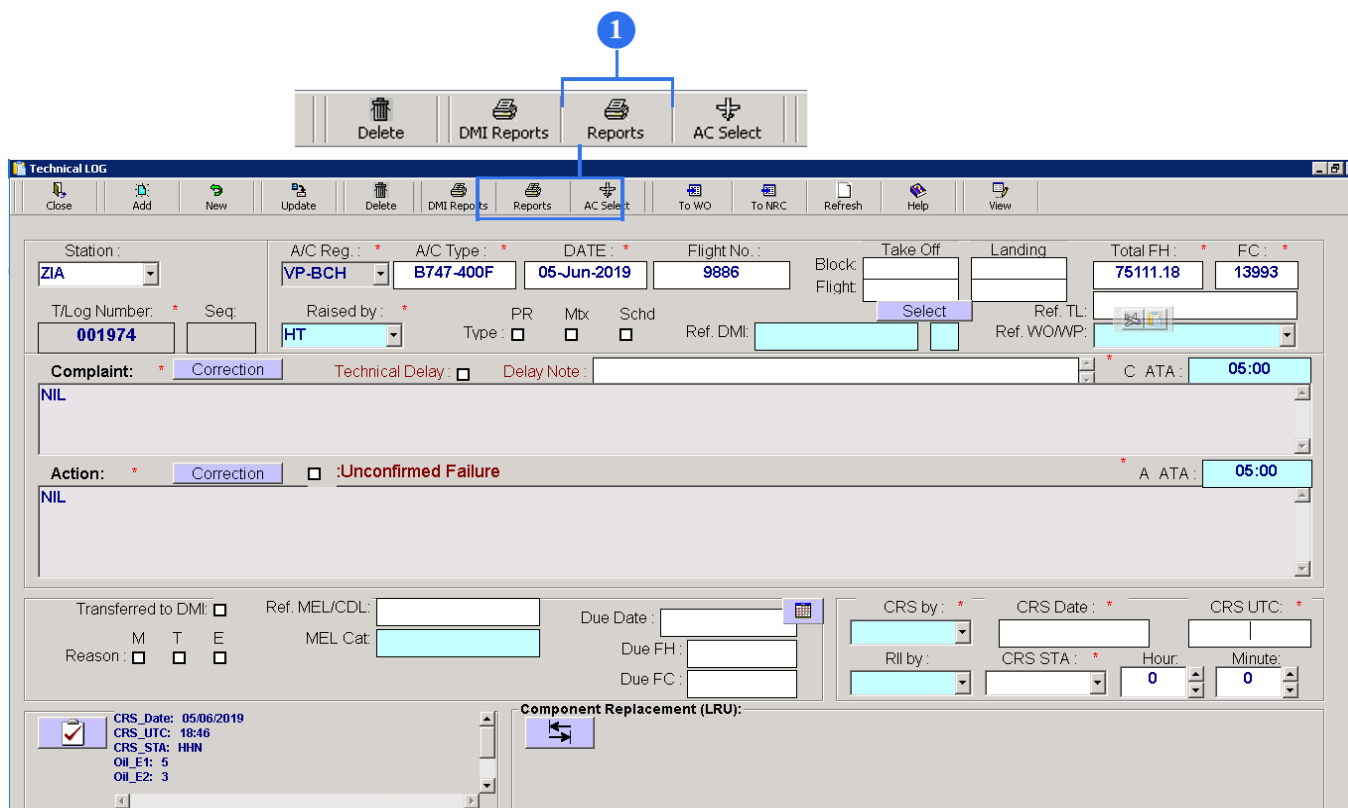 1
Delete DMI Reports Reports AC Select
Technical LOG
Close Add New Update Delete DMI Reports Reports AC Select To WO To NRC Refresh Help View
Station : A/C Reg. : * A/C Type : * DATE : * Flight No. : Take Off Landing Total FH : * FC : *
ZIA VP-BCH B747-400F 05-Jun-2019 9886 Block: 75111.18 13993
Flight:
T/Log Number: * Seq: Raised by : * PR Mtx Schd Select Ref. TL:
001974 HT Type : Ref. DMI: Ref. WO/WP:
Complaint: * Correction Technical Delay : Delay Note : * C ATA : 05:00
NIL
Action: * Correction :Unconfirmed Failure * A ATA : 05:00
NIL
Transferred to DMI: Ref. MEL/CDL: Due Date : CRS by : * CRS Date : * CRS UTC: *
M T E MEL Cat: Due FH :
Reason : Due FC : RII by : CRS STA : * Hour: Minute:
0 0
CRS_Date: 05/06/2019 Component Replacement (LRU):
CRS_UTC: 18:46
CRS_STA: HHN
Oil_E1: 5
Oil_E2: 3